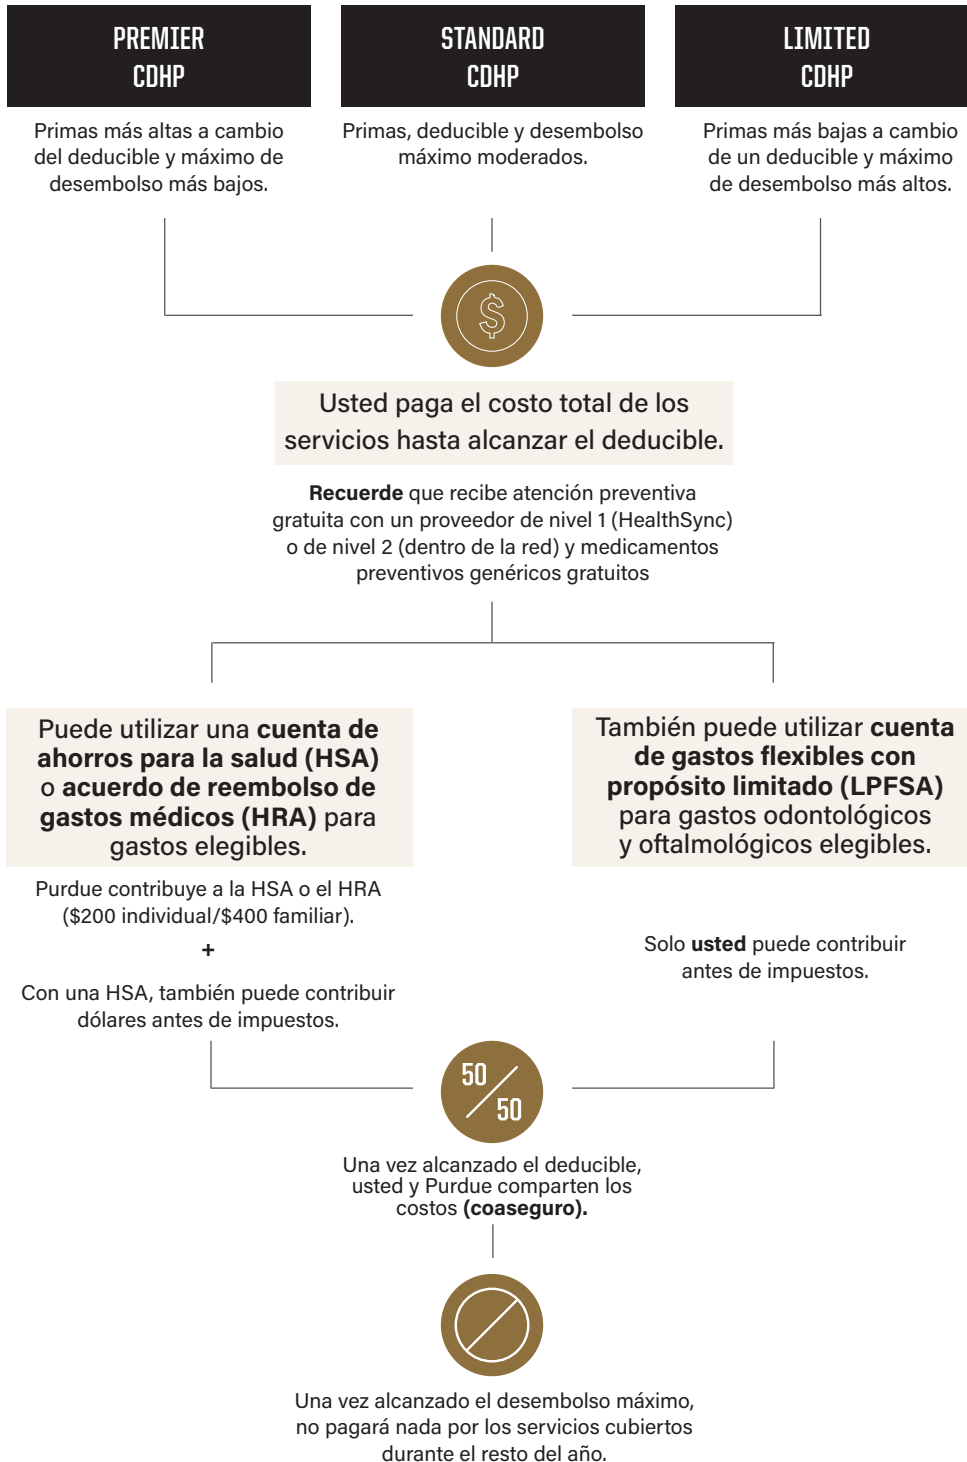 PREMIER
CDHP
Primas más altas a cambio
del deducible y máximo de
desembolso más bajos.
STANDARD
CDHP
Primas, deducible y desembolso
máximo moderados.
LIMITED
CDHP
Primas más bajas a cambio
de un deducible y máximo
de desembolso más altos.
$
Usted paga el costo total de los
servicios hasta alcanzar el deducible.
Recuerde que recibe atención preventiva
gratuita con un proveedor de nivel 1 (HealthSync)
o de nivel 2 (dentro de la red) y medicamentos
preventivos genéricos gratuitos
Puede utilizar una cuenta de
ahorros para la salud (HSA)
o acuerdo de reembolso de
gastos médicos (HRA) para
gastos elegibles.
Purdue contribuye a la HSA o el HRA
($200 individual/$400 familiar).
+
Con una HSA, también puede contribuir
dólares antes de impuestos.
También puede utilizar cuenta
de gastos flexibles con
propósito limitado (LPFSA)
para gastos odontológicos
y oftalmológicos elegibles.
Solo usted puede contribuir
antes de impuestos.
50/50
Una vez alcanzado el deducible,
usted y Purdue comparten los
costos (coaseguro).
Una vez alcanzado el desembolso máximo,
no pagará nada por los servicios cubiertos
durante el resto del año.